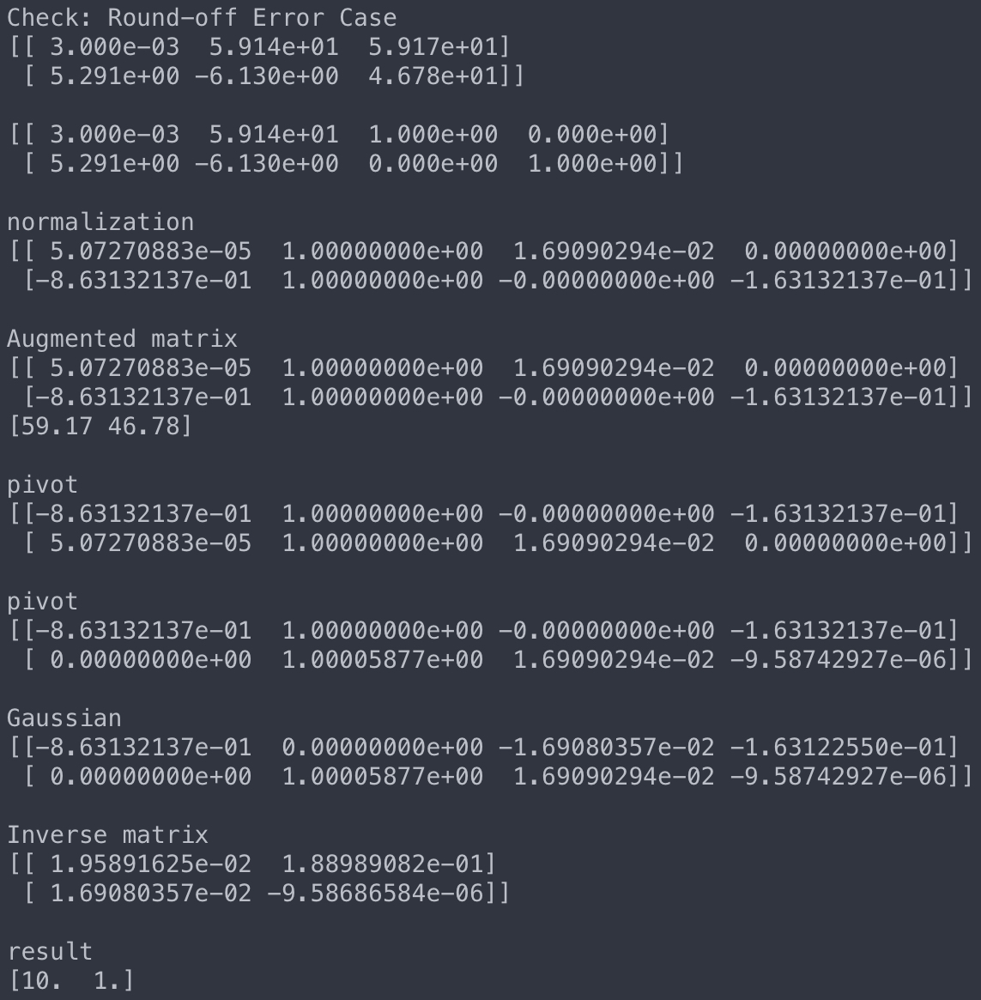 Check: Round-off Error Case
[[ 3.000e-03  5.914e+01  5.917e+01]
 [ 5.291e+00 -6.130e+00  4.678e+01]]
[[ 3.000e-03  5.914e+01  1.000e+00  0.000e+00]
 [ 5.291e+00 -6.130e+00  0.000e+00  1.000e+00]]
normalization
[[ 5.07270883e-05  1.00000000e+00  1.69090294e-02  0.00000000e+00]
 [-8.63132137e-01  1.00000000e+00 -0.00000000e+00 -1.63132137e-01]]
Augmented matrix
[[ 5.07270883e-05  1.00000000e+00  1.69090294e-02  0.00000000e+00]
 [-8.63132137e-01  1.00000000e+00 -0.00000000e+00 -1.63132137e-01]]
[59.17 46.78]
pivot
[[-8.63132137e-01  1.00000000e+00 -0.00000000e+00 -1.63132137e-01]
 [ 5.07270883e-05  1.00000000e+00  1.69090294e-02  0.00000000e+00]]
pivot
[[-8.63132137e-01  1.00000000e+00 -0.00000000e+00 -1.63132137e-01]
 [ 0.00000000e+00  1.00005877e+00  1.69090294e-02 -9.58742927e-06]]
Gaussian
[[-8.63132137e-01  0.00000000e+00 -1.69080357e-02 -1.63122550e-01]
 [ 0.00000000e+00  1.00005877e+00  1.69090294e-02 -9.58742927e-06]]
Inverse matrix
[[ 1.95891625e-02  1.88989082e-01]
 [ 1.69080357e-02 -9.58686584e-06]]
result
[10.  1.]